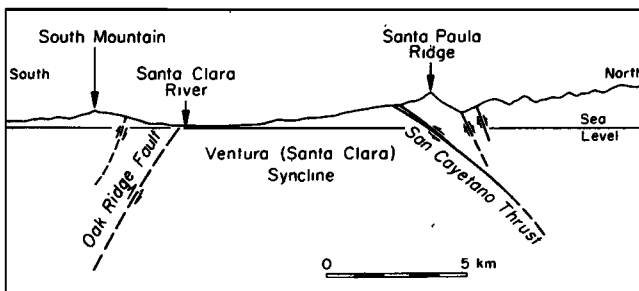 South Mountain
Santa Paula
Ridge
South
Santa Clara
River
North
Sea
Level
Ventura (Santa Clara)
Syncline
Oak Ridge Fault
San Cayetano Thrust
0
5 km